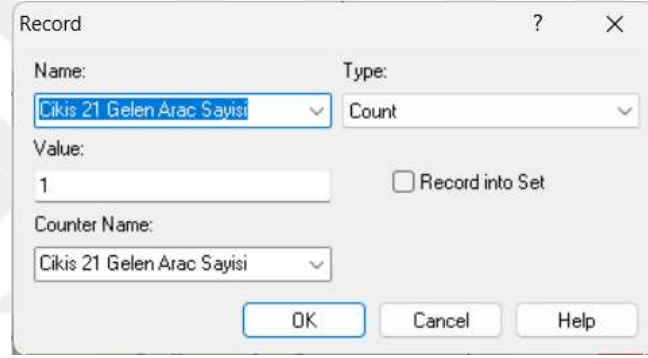 Record ?
Name: Type:
Cikis 21 Gelen Arac Sayisi Count
Value:
1 Record into Set
Counter Name:
Cikis 21 Gelen Arac Sayisi
OK Cancel Help